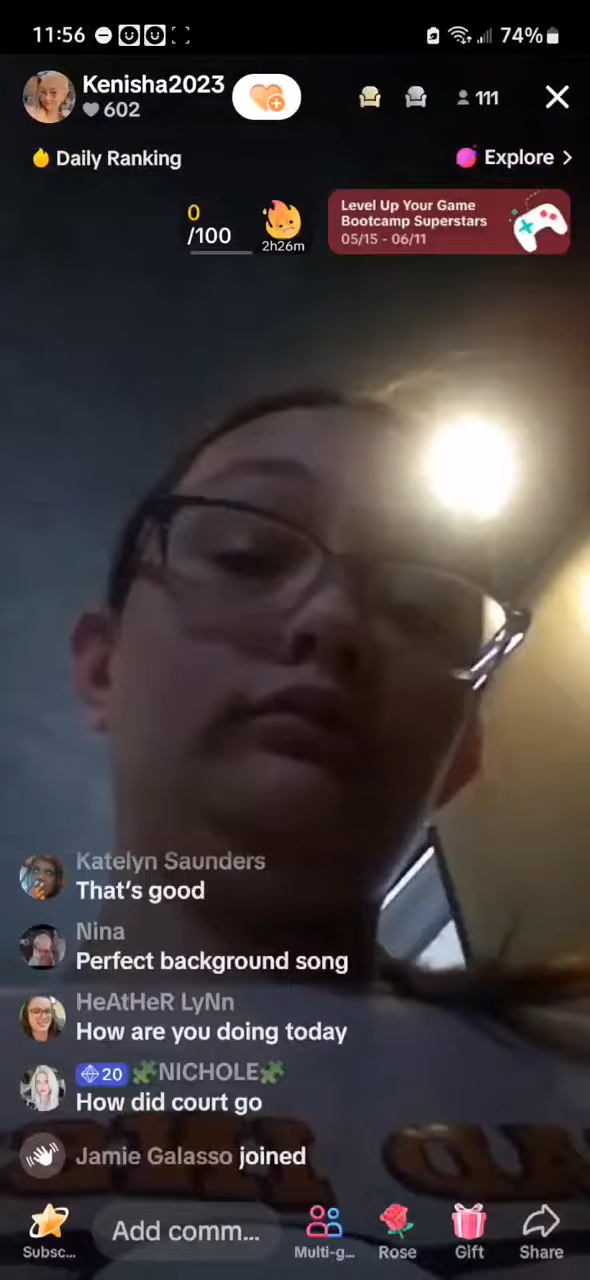 11:56
74%
Kenisha2023
602
111
Daily Ranking
Explore >
0
/100
2h26m
Level Up Your Game
Bootcamp Superstars
05/15 - 06/11
Katelyn Saunders
That's good
Nina
Perfect background song
HeAtHeR LyNn
How are you doing today
20 NICHOLE
How did court go
Jamie Galasso joined
Subsc...
Add comm...
Multi-g...
Rose
Gift
Share